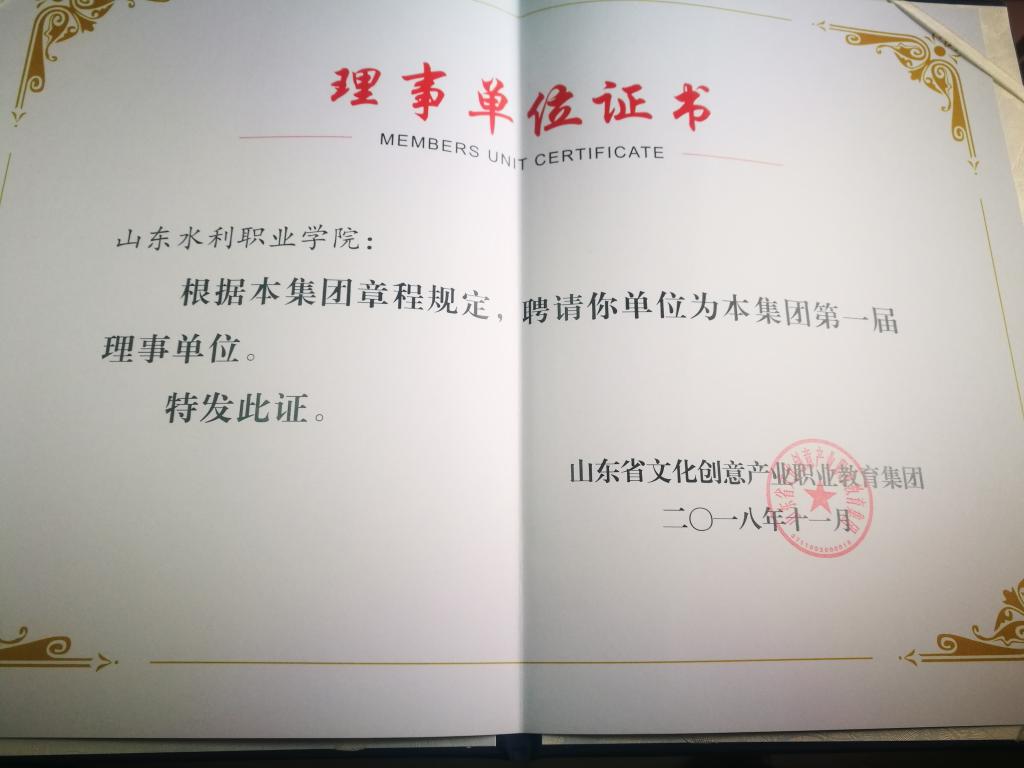 理事单位证书
MEMBERS UNIT CERTIFICATE
山东水利职业学院：
根据本集团章程规定，聘请你单位为本集团第一届
理事单位。
特发此证。
山东省文化创意产业职业教育集团
二〇一八年十一月